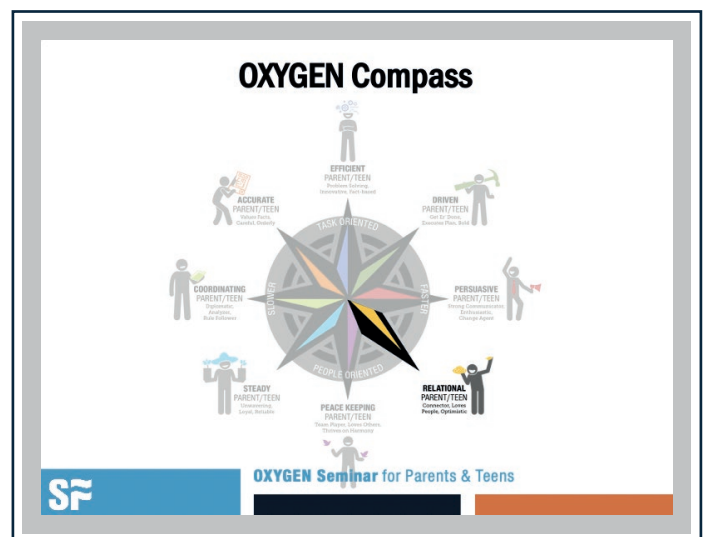 OXYGEN Compass
EFFICIENT
PARENT/TEEN
Problem Solving,
Innovative, Fact-based
ACCURATE
PARENT/TEEN
Values Facts,
Careful, Orderly
DRIVEN
PARENT/TEEN
Get Er' Done,
Executes Plan, Bold
TASK ORIENTED
COORDINATING
PARENT/TEEN
Diplomatic,
Analyzer,
Rule Follower
SLOWER
FASTER
PERSUASIVE
PARENT/TEEN
Strong Communicator,
Enthusiastic,
Change Agent
PEOPLE ORIENTED
STEADY
PARENT/TEEN
Unwavering,
Loyal, Reliable
RELATIONAL
PARENT/TEEN
Connector, Loves
People, Optimistic
PEACE KEEPING
PARENT/TEEN
Team Player, Loves Others,
Thrives on Harmony
OXYGEN Seminar for Parents & Teens
SF